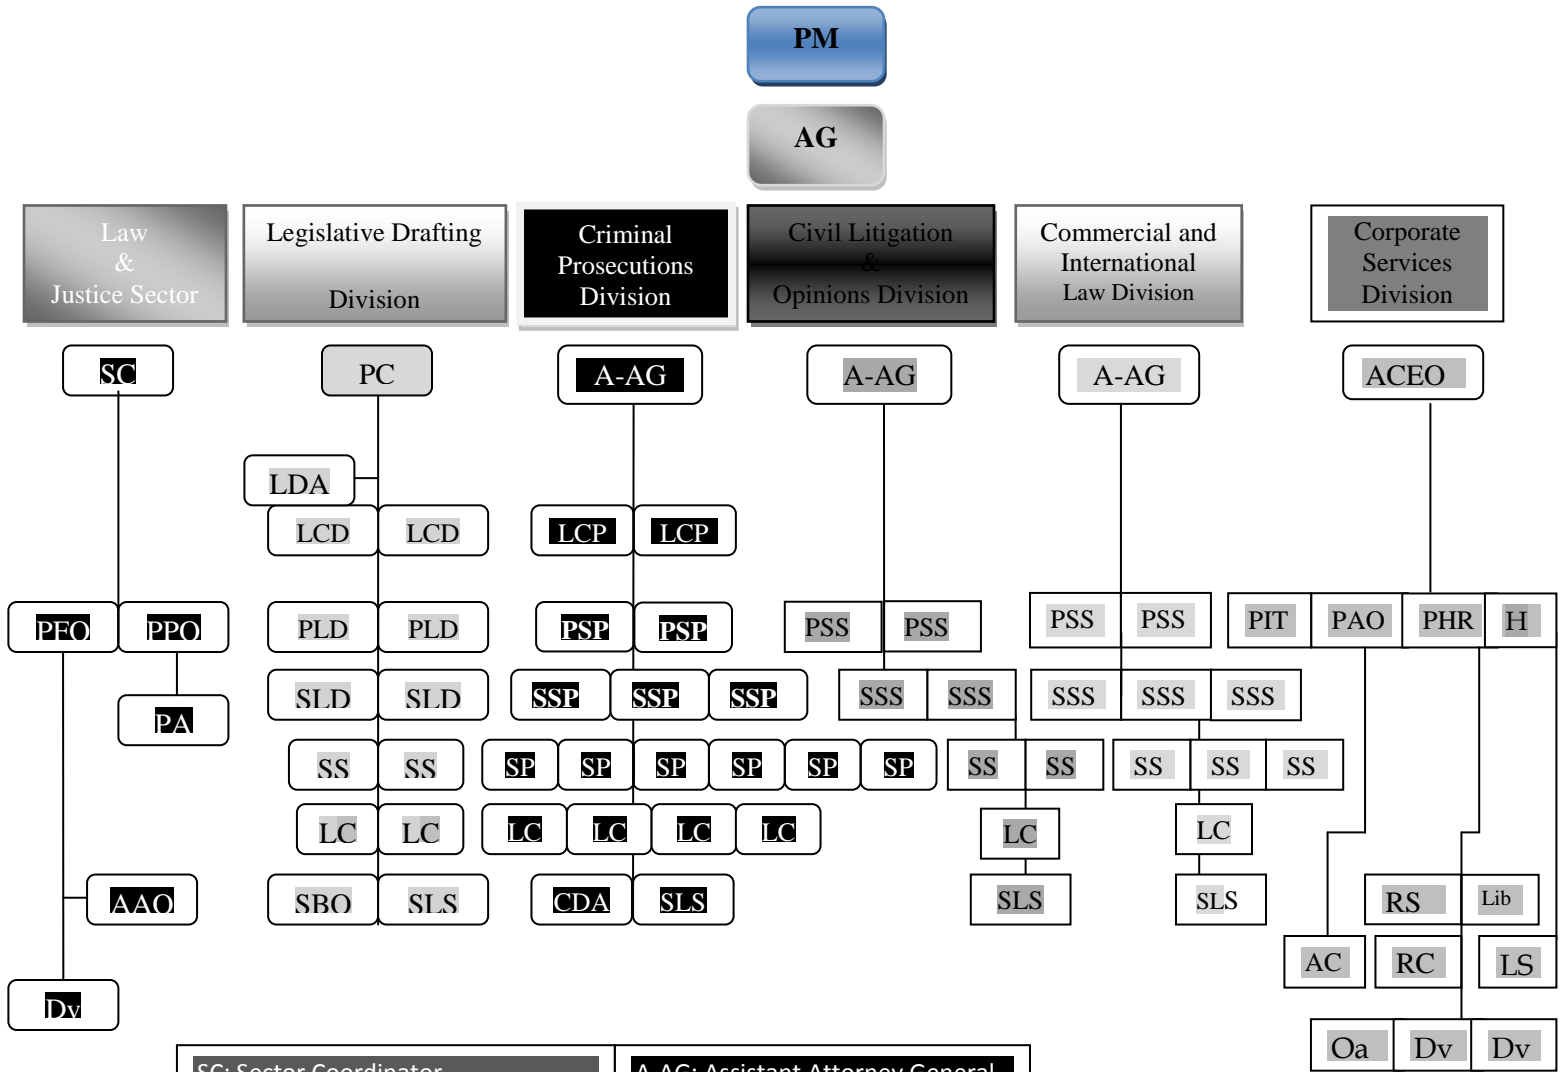 PM
AG
Law
&
Justice Sector
Legislative Drafting
Division
Criminal
Prosecutions
Division
Civil Litigation
&
Opinions Division
Commercial and
International
Law Division
Corporate
Services
Division
SC
PC
A-AG
A-AG
A-AG
ACEO
LDA
LCD LCD
LCP LCP
PFO PPO
PLD PLD
PSP PSP
PSS PSS
PSS PSS
PIT PAO PHR H
PA
SLD SLD
SSP SSP SSP
SSS SSS
SSS SSS SSS
SS SS
SP SP SP SP SP SP
SS SS
SS SS SS
LC LC
LC LC LC LC
LC
LC
AAO
SBO SLS
CDA SLS
SLS
SLS
RS Lib
AC RC LS
Dv
Oa Dv Dv
SC: Sector Coordinator
A-AG: Assistant Attorney General